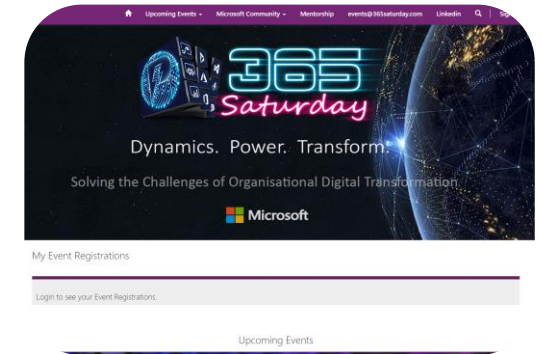 Upcoming Events Microsoft Community Mentorship events@365saturday.com Linkedin
365
Saturday
Dynamics. Power. Transform.
Solving the Challenges of Organisational Digital Transformation
Microsoft
My Event Registrations
Login to see your Event Registrations.
Upcoming Events